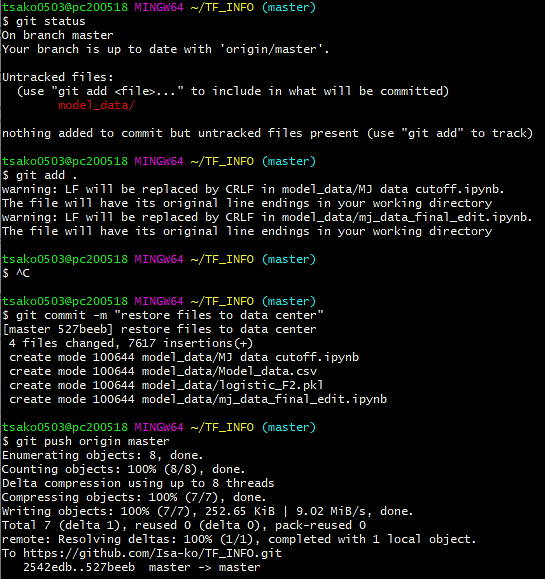 tsako0503@pc200518 MINGW64 ~/TF_INFO (master)
$ git status
On branch master
Your branch is up to date with 'origin/master'.
Untracked files:
  (use "git add <file>..." to include in what will be committed)
        model_data/
nothing added to commit but untracked files present (use "git add" to track)
tsako0503@pc200518 MINGW64 ~/TF_INFO (master)
$ git add .
warning: LF will be replaced by CRLF in model_data/MJ data cutoff.ipynb.
The file will have its original line endings in your working directory
warning: LF will be replaced by CRLF in model_data/mj_data_final_edit.ipynb.
The file will have its original line endings in your working directory
tsako0503@pc200518 MINGW64 ~/TF_INFO (master)
$ ^C
tsako0503@pc200518 MINGW64 ~/TF_INFO (master)
$ git commit -m "restore files to data center"
[master 527beeb] restore files to data center
 4 files changed, 7617 insertions(+)
 create mode 100644 model_data/MJ data cutoff.ipynb
 create mode 100644 model_data/Model_data.csv
 create mode 100644 model_data/logistic_F2.pkl
 create mode 100644 model_data/mj_data_final_edit.ipynb
tsako0503@pc200518 MINGW64 ~/TF_INFO (master)
$ git push origin master
Enumerating objects: 8, done.
Counting objects: 100% (8/8), done.
Delta compression using up to 8 threads
Compressing objects: 100% (7/7), done.
Writing objects: 100% (7/7), 252.65 KiB | 9.02 MiB/s, done.
Total 7 (delta 1), reused 0 (delta 0), pack-reused 0
remote: Resolving deltas: 100% (1/1), completed with 1 local object.
To https://github.com/Isa-ko/TF_INFO.git
   2542edb..527beeb  master -> master